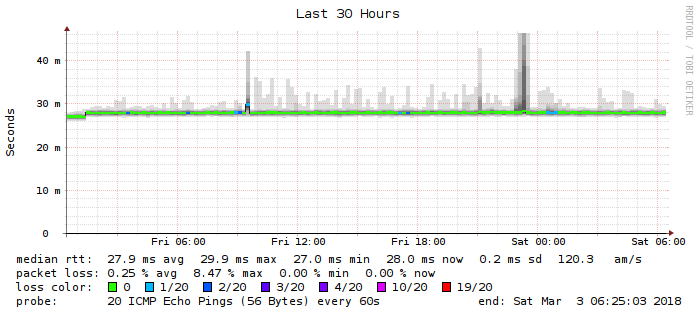 Last 30 Hours
RRDTOOL / TOBI OETIKER
Seconds
40 m
30 m
20 m
10 m
0
Fri 06:00 Fri 12:00 Fri 18:00 Sat 00:00 Sat 06:00
median rtt: 27.9 ms avg 29.9 ms max 27.0 ms min 28.0 ms now 0.2 ms sd 120.3 am/s
packet loss: 0.25 % avg 8.47 % max 0.00 % min 0.00 % now
loss color: 0 1/20 2/20 3/20 4/20 10/20 19/20
probe: 20 ICMP Echo Pings (56 Bytes) every 60s end: Sat Mar 3 06:25:03 2018